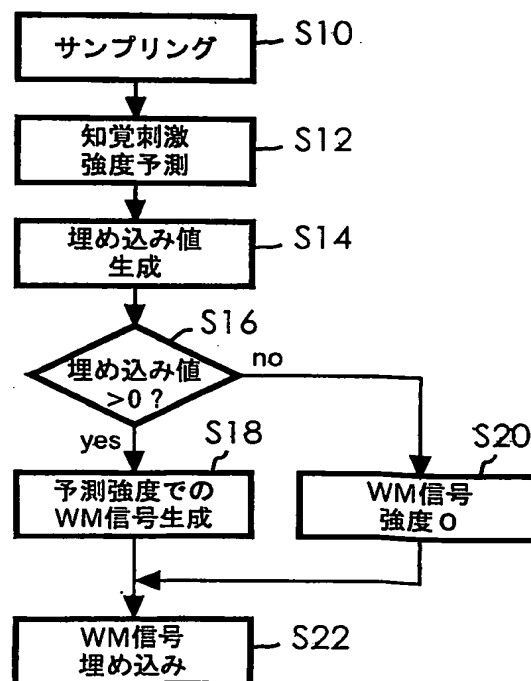 サンプリング
S10
知覚刺激
強度予測
S12
埋め込み値
生成
S14
S16
埋め込み値
>0?
no
yes
S18
予測強度での
WM信号生成
S20
WM信号
強度0
WM信号
埋め込み
S22